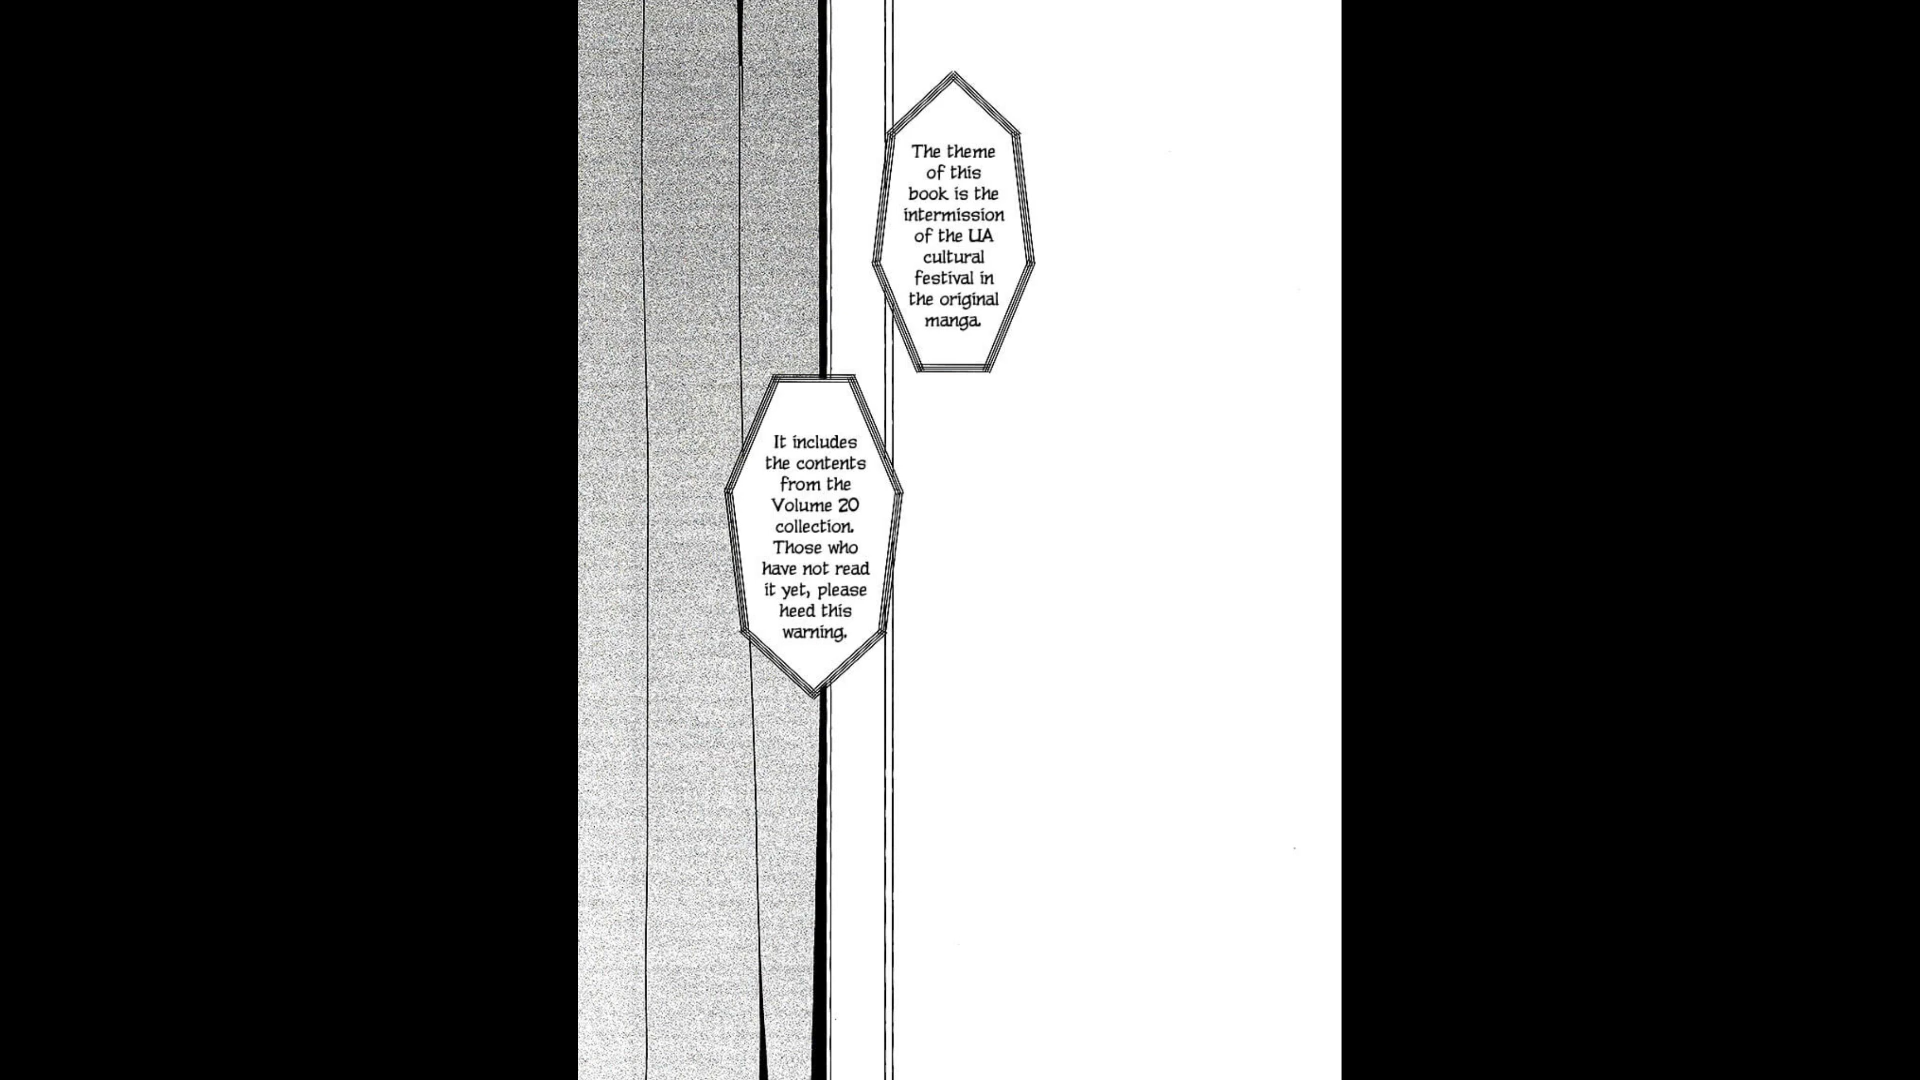 The theme
of this
book is the
intermission
of the UA
cultural
festival in
the original
manga.
It includes
the contents
from the
Volume 20
collection.
Those who
have not read
it yet, please
heed this
warning.